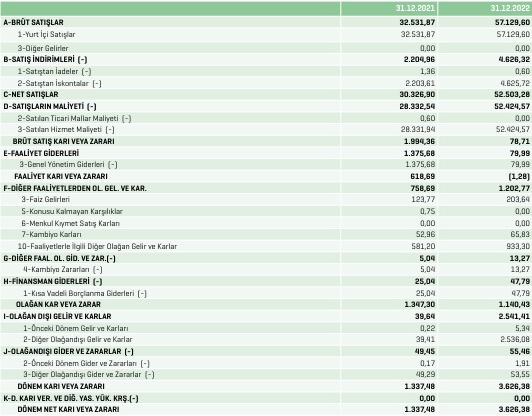 31.12.2021 31.12.2022
A-BRÜT SATIŞLAR 32.531,87 57.129,60
1-Yurt İçi Satışlar 32.531,87 57.129,60
3-Diğer Gelirler 0,00 0,00
B-SATIŞ İNDİRİMLERİ (-) 2.204,96 4.626,32
1-Satıştan İadeler (-) 1,36 0,60
2-Satıştan İskontalar (-) 2.203,61 4.625,72
C-NET SATIŞLAR 30.326,90 52.503,28
D-SATIŞLARIN MALİYETİ (-) 28.332,54 52.424,57
2-Satılan Ticari Mallar Maliyeti (-) 0,60 0,00
3-Satılan Hizmet Maliyeti (-) 28.331,94 52.424,57
BRÜT SATIŞ KARI VEYA ZARARI 1.994,36 78,71
E-FAALİYET GİDERLERİ 1.375,68 79,99
3-Genel Yönetim Giderleri (-) 1.375,68 79,99
FAALİYET KARI VEYA ZARARI 618,69 (1,28)
F-DİĞER FAALİYETLERDEN OL. GEL. VE KAR. 758,69 1.202,77
3-Faiz Gelirleri 123,77 203,64
5-Konusu Kalmayan Karşılıklar 0,75 0,00
6-Menkul Kıymet Satış Karları 0,00 0,00
7-Kambiyo Karları 52,96 65,83
10-Faaliyetlerle İlgili Diğer Olağan Gelir ve Karlar 581,20 933,30
G-DİĞER FAAL. OL. GİD. VE ZAR.(-) 5,04 13,27
4-Kambiyo Zararları (-) 5,04 13,27
H-FİNANSMAN GİDERLERİ (-) 25,04 47,79
1-Kısa Vadeli Borçlanma Giderleri (-) 25,04 47,79
OLAĞAN KAR VEYA ZARAR 1.347,30 1.140,43
I-OLAĞAN DIŞI GELİR VE KARLAR 39,64 2.541,41
1-Önceki Dönem Gelir ve Karları 0,22 5,34
2-Diğer Olağandışı Gelir ve Karlar 39,41 2.536,08
J-OLAĞANDIŞI GİDER VE ZARARLAR (-) 49,45 55,46
2-Önceki Dönem Gider ve Zararları (-) 0,17 1,91
3-Diğer Olağandışı Gider ve Zararlar (-) 49,29 53,55
DÖNEM KARI VEYA ZARARI 1.337,48 3.626,38
K-D. KARI VER. VE DİĞ. YAS. YÜK. KRŞ.(-) 0,00 0,00
DÖNEM NET KARI VEYA ZARARI 1.337,48 3.626,38